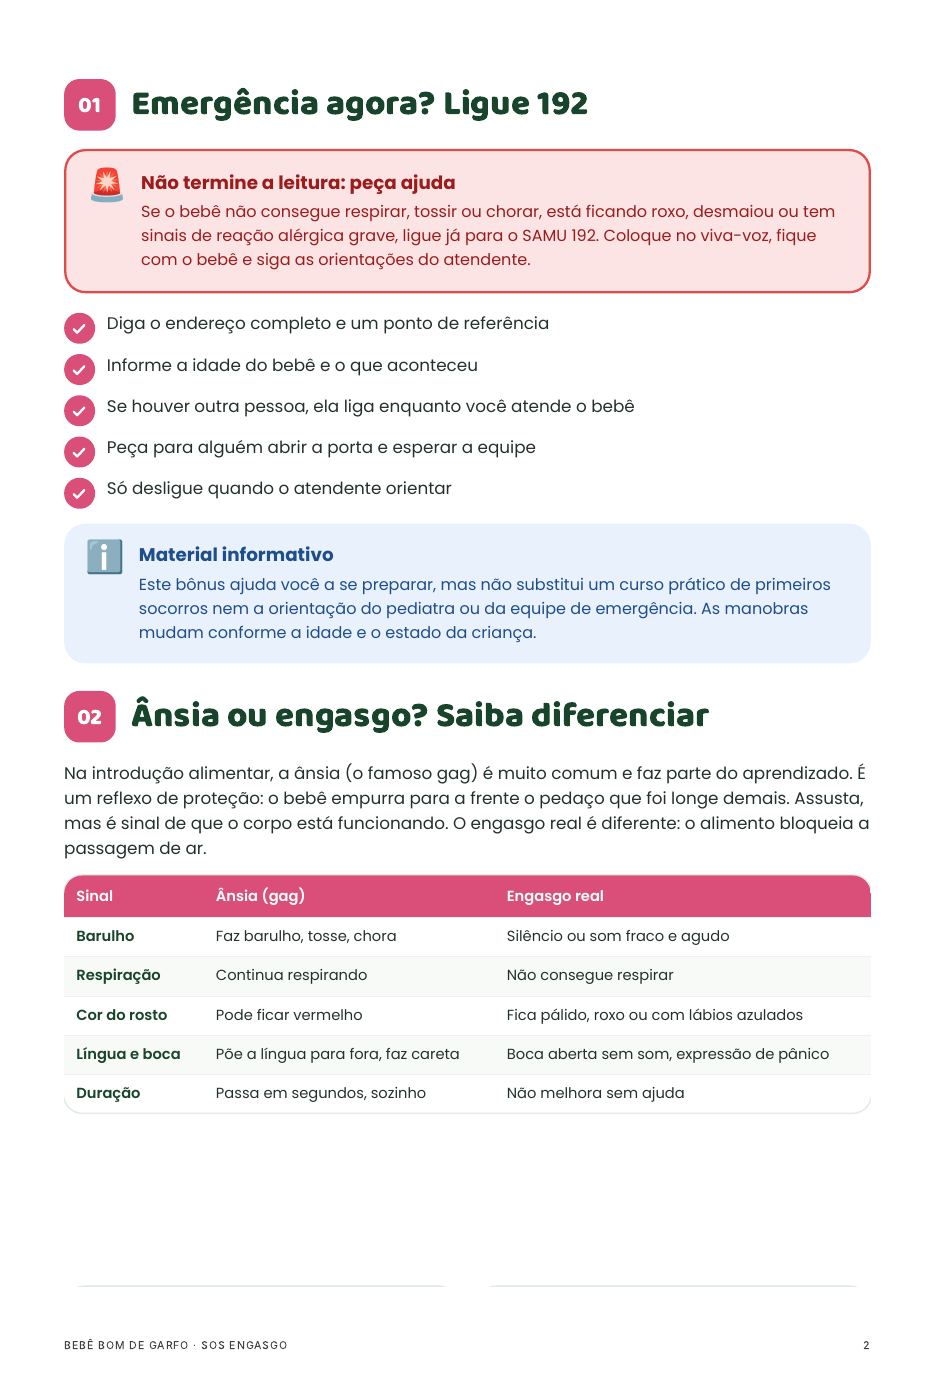 01 Emergência agora? Ligue 192
Não termine a leitura: peça ajuda
Se o bebê não consegue respirar, tossir ou chorar, está ficando roxo, desmaiou ou tem
sinais de reação alérgica grave, ligue já para o SAMU 192. Coloque no viva-voz, fique
com o bebê e siga as orientações do atendente.
Diga o endereço completo e um ponto de referência
Informe a idade do bebê e o que aconteceu
Se houver outra pessoa, ela liga enquanto você atende o bebê
Peça para alguém abrir a porta e esperar a equipe
Só desligue quando o atendente orientar
Material informativo
Este bônus ajuda você a se preparar, mas não substitui um curso prático de primeiros
socorros nem a orientação do pediatra ou da equipe de emergência. As manobras
mudam conforme a idade e o estado da criança.
02 Ânsia ou engasgo? Saiba diferenciar
Na introdução alimentar, a ânsia (o famoso gag) é muito comum e faz parte do aprendizado. É
um reflexo de proteção: o bebê empurra para a frente o pedaço que foi longe demais. Assusta,
mas é sinal de que o corpo está funcionando. O engasgo real é diferente: o alimento bloqueia a
passagem de ar.
Sinal Ânsia (gag) Engasgo real
Barulho Faz barulho, tosse, chora Silêncio ou som fraco e agudo
Respiração Continua respirando Não consegue respirar
Cor do rosto Pode ficar vermelho Fica pálido, roxo ou com lábios azulados
Língua e boca Põe a língua para fora, faz careta Boca aberta sem som, expressão de pânico
Duração Passa em segundos, sozinho Não melhora sem ajuda
BEBÊ BOM DE GARFO · SOS ENGASGO 2